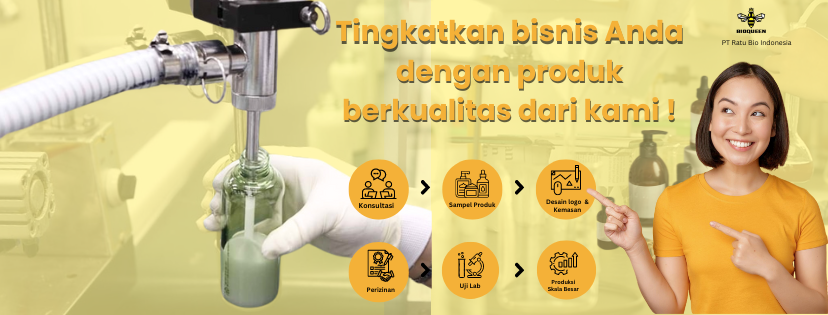 Tingkatkan bisnis Anda
dengan produk
berkualitas dari kami !
BIOQUEEN
PT Ratu Bio Indonesia
Konsultasi
Sampel Produk
Desain logo &
Kemasan
Perizinan
Uji Lab
Produksi
Skala Besar